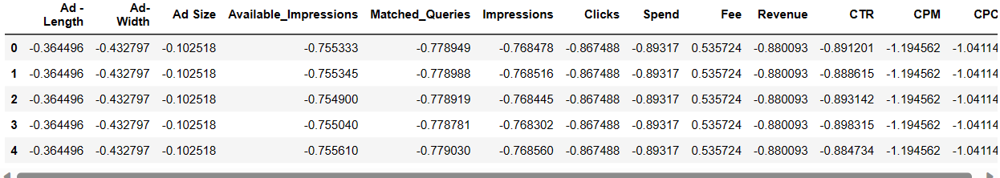 Ad - Length Ad- Width Ad Size Available_Impressions Matched_Queries Impressions Clicks Spend Fee Revenue CTR CPM CPC
0 -0.364496 -0.432797 -0.102518 -0.755333 -0.778949 -0.768478 -0.867488 -0.89317 0.535724 -0.880093 -0.891201 -1.194562 -1.04114
1 -0.364496 -0.432797 -0.102518 -0.755345 -0.778988 -0.768516 -0.867488 -0.89317 0.535724 -0.880093 -0.888615 -1.194562 -1.04114
2 -0.364496 -0.432797 -0.102518 -0.754900 -0.778919 -0.768445 -0.867488 -0.89317 0.535724 -0.880093 -0.893142 -1.194562 -1.04114
3 -0.364496 -0.432797 -0.102518 -0.755040 -0.778781 -0.768302 -0.867488 -0.89317 0.535724 -0.880093 -0.898315 -1.194562 -1.04114
4 -0.364496 -0.432797 -0.102518 -0.755610 -0.779030 -0.768560 -0.867488 -0.89317 0.535724 -0.880093 -0.884734 -1.194562 -1.04114